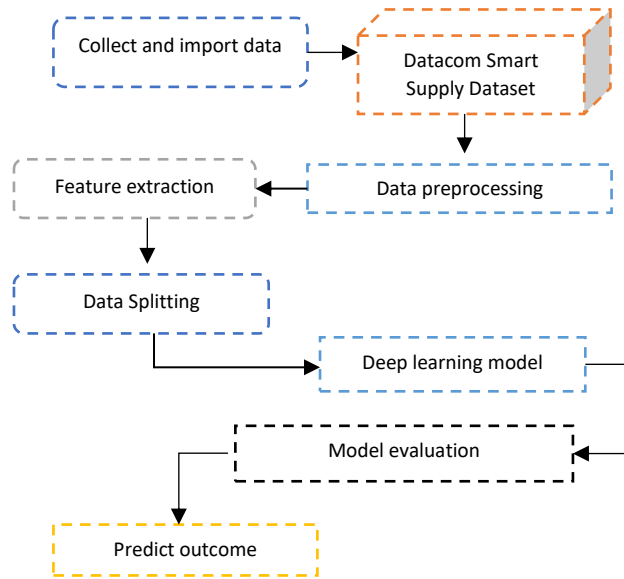 Collect and import data
Datacom Smart
Supply Dataset
Data preprocessing
Feature extraction
Data Splitting
Deep learning model
Model evaluation
Predict outcome